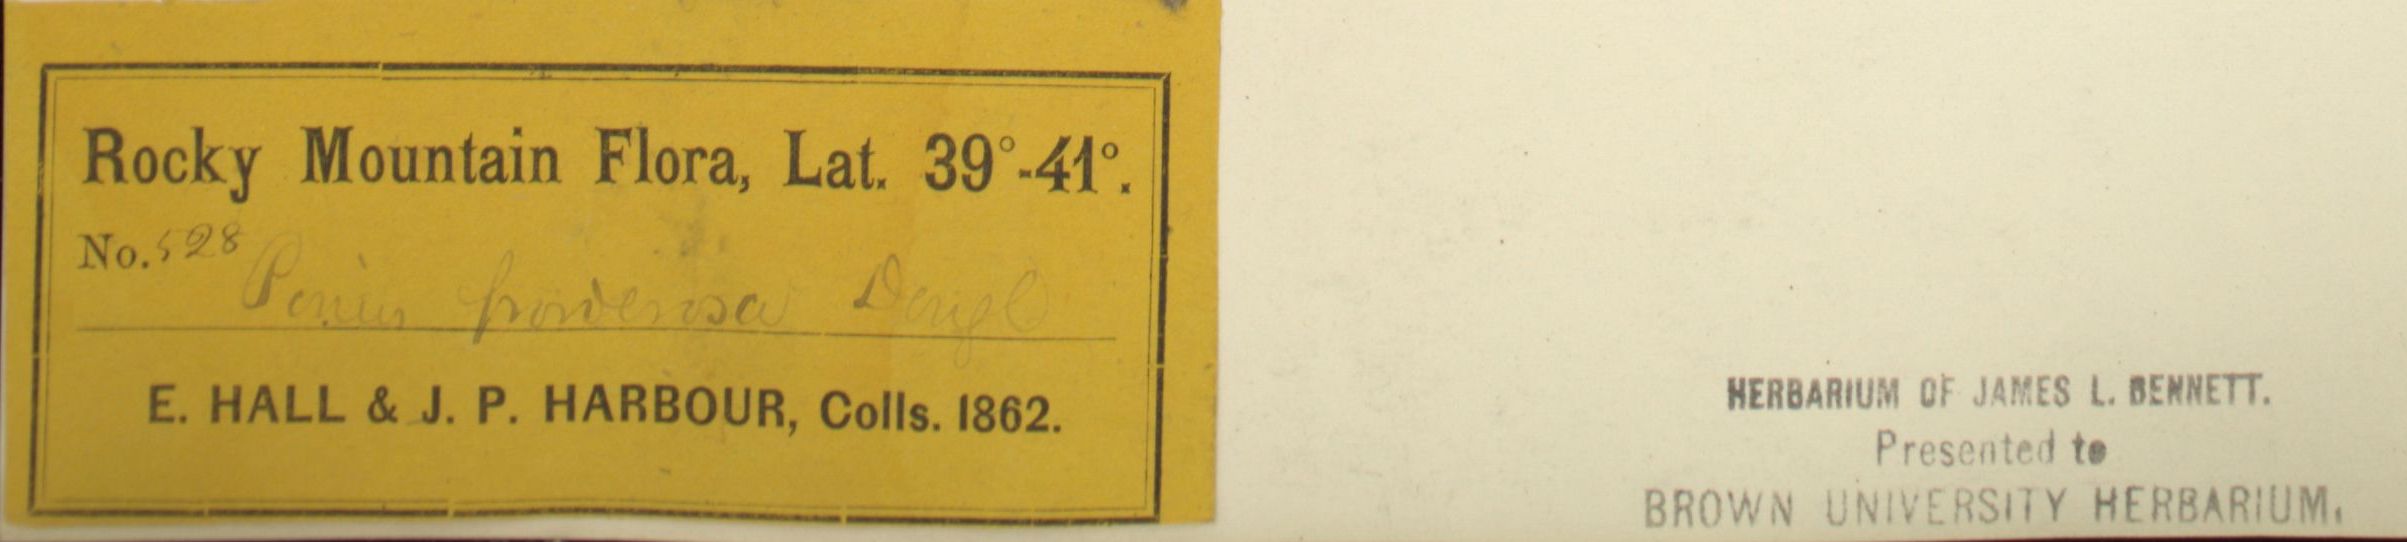 Rocky Mountain Flora, Lat. 39°-41°.
No. 528
Pinus ponderosa Dougl
E. HALL & J. P. HARBOUR, Colls. 1862.
HERBARIUM OF JAMES L. BENNETT.
Presented to
BROWN UNIVERSITY HERBARIUM.